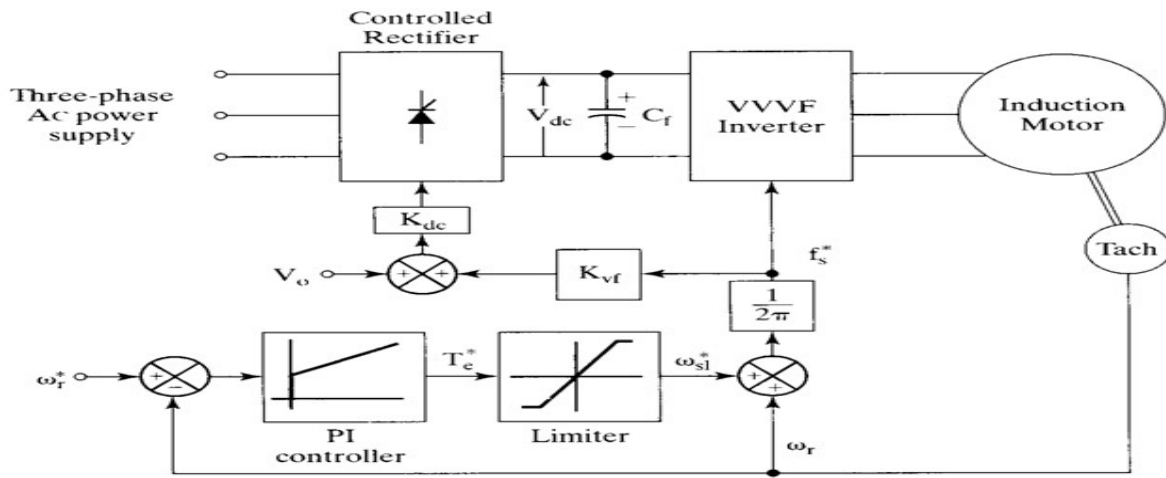 Controlled
Rectifier
Three-phase
Ac power
supply
V_dc
+
−
C_f
VVVF
Inverter
Induction
Motor
K_dc
Tach
V_o
+
+
K_vf
f_s^*
1
2π
ω_r^*
+
−
T_e^*
ω_sl^*
+
+
PI
controller
Limiter
ω_r